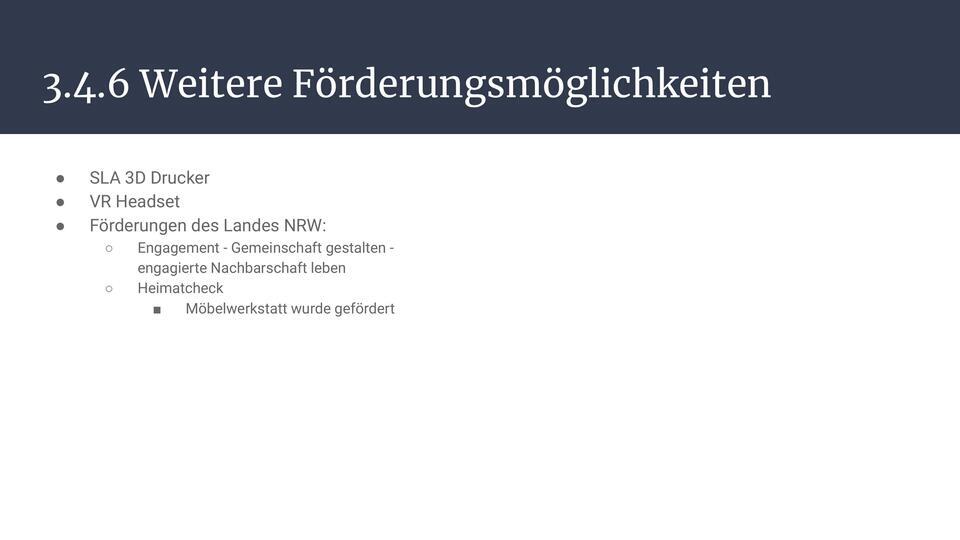 3.4.6 Weitere Förderungsmöglichkeiten
● SLA 3D Drucker
● VR Headset
● Förderungen des Landes NRW:
○ Engagement - Gemeinschaft gestalten -
engagierte Nachbarschaft leben
○ Heimatcheck
■ Möbelwerkstatt wurde gefördert